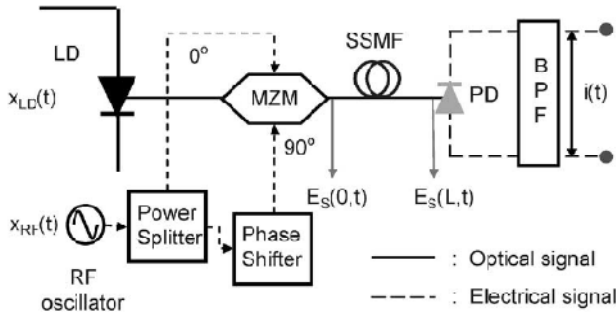 LD
0°
SSMF
x_LD(t)
MZM
PD
BPF
i(t)
90°
E_S(0,t)
E_S(L,t)
x_RF(t)
Power
Splitter
Phase
Shifter
RF
oscillator
: Optical signal
: Electrical signal